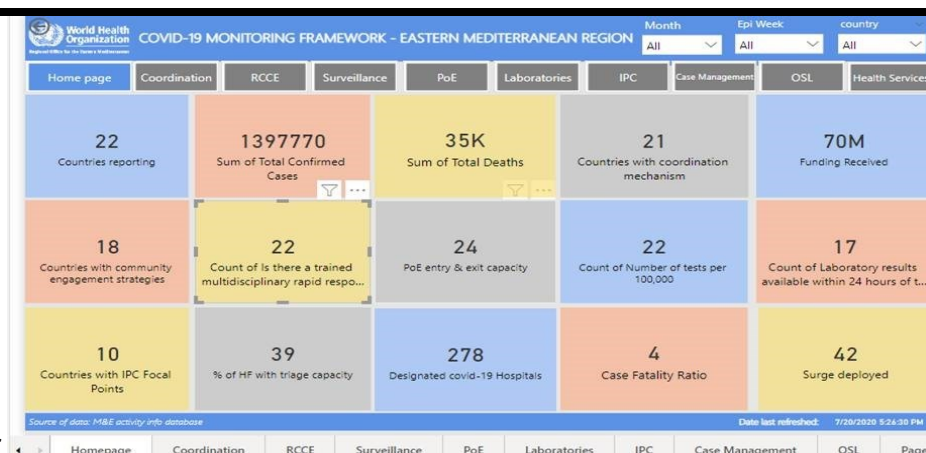 World Health
Organization
Regional Office for the Eastern Mediterranean
COVID-19 MONITORING FRAMEWORK - EASTERN MEDITERRANEAN REGION
Month
Epi Week
country
All
All
All
Home page
Coordination
RCCE
Surveillance
PoE
Laboratories
IPC
Case Management
OSL
Health Services
22
Countries reporting
1397770
Sum of Total Confirmed
Cases
35K
Sum of Total Deaths
21
Countries with coordination
mechanism
70M
Funding Received
18
Countries with community
engagement strategies
22
Count of Is there a trained
multidisciplinary rapid respo...
24
PoE entry & exit capacity
22
Count of Number of tests per
100,000
17
Count of Laboratory results
available within 24 hours of t...
10
Countries with IPC Focal
Points
39
% of HF with triage capacity
278
Designated covid-19 Hospitals
4
Case Fatality Ratio
42
Surge deployed
Source of data: M&E activity info database
Date last refreshed: 7/20/2020 5:26:30 PM
Homepage
Coordination
RCCE
Surveillance
PoE
Laboratories
IPC
Case Management
OSL
Page